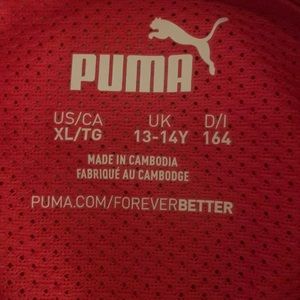 PUMA
US/CA UK D/I
XL/TG 13-14Y 164
MADE IN CAMBODIA
FABRIQUÉ AU CAMBODGE
PUMA.COM/FOREVERBETTER